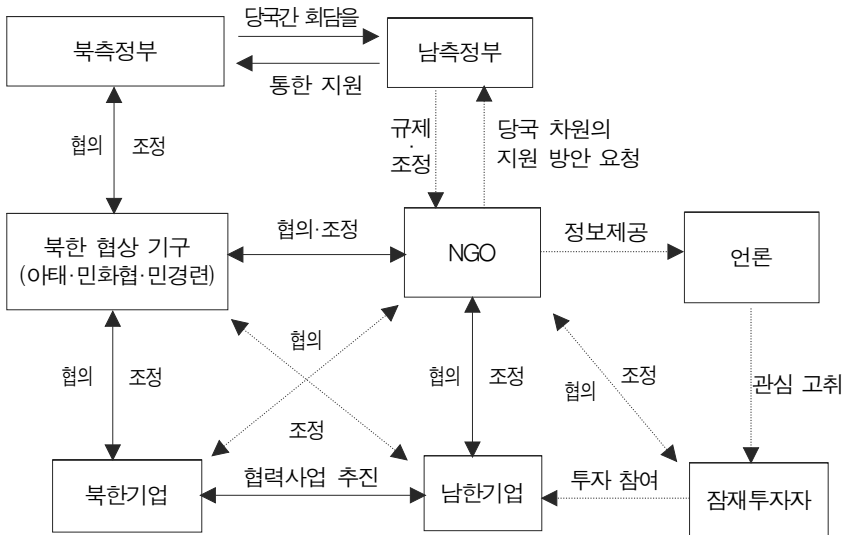 당국간 회담을
북측정부
남측정부
통한 지원
협의 조정
규제
·
조정
당국 차원의
지원 방안 요청
북한 협상 기구
(아태·민화협·민경련)
협의·조정
NGO
정보제공
언론
협의 조정
협의
조정
협의 조정
협의
조정
관심 고취
북한기업
협력사업 추진
남한기업
투자 참여
잠재투자자